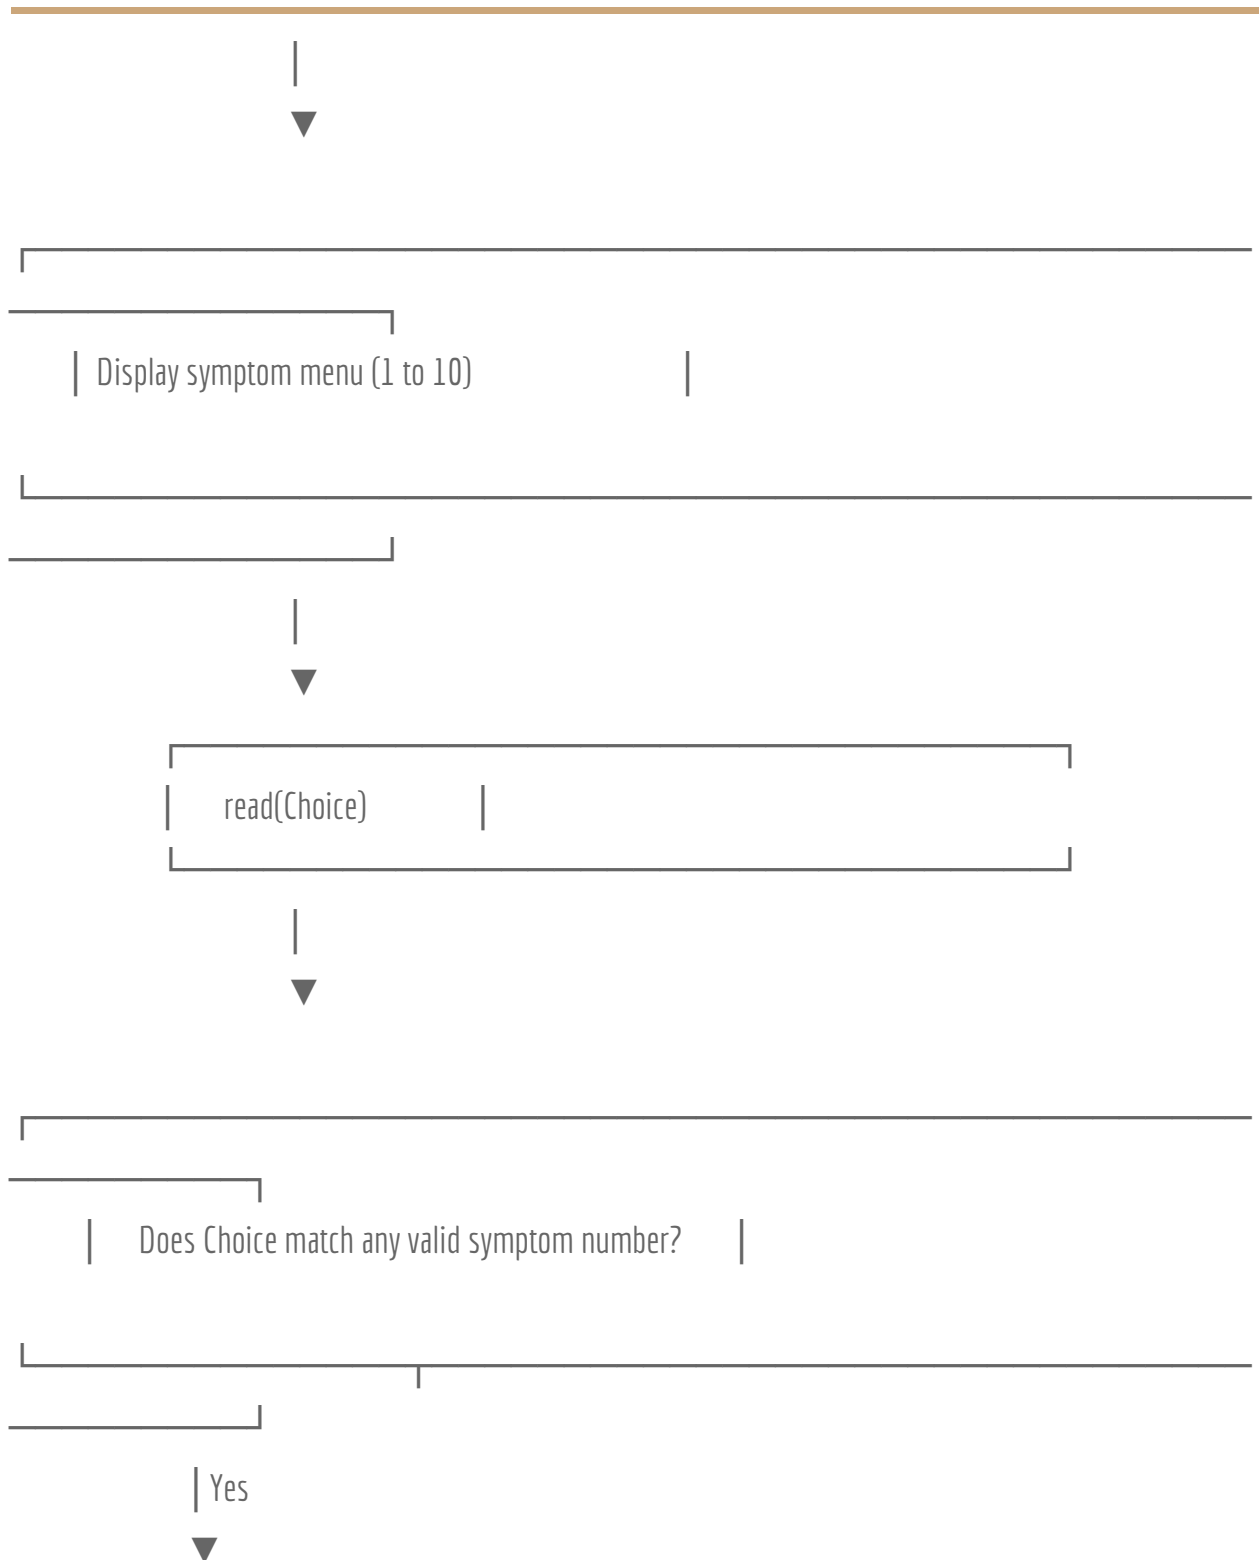 Display symptom menu (1 to 10)
read(Choice)
Does Choice match any valid symptom number?
Yes